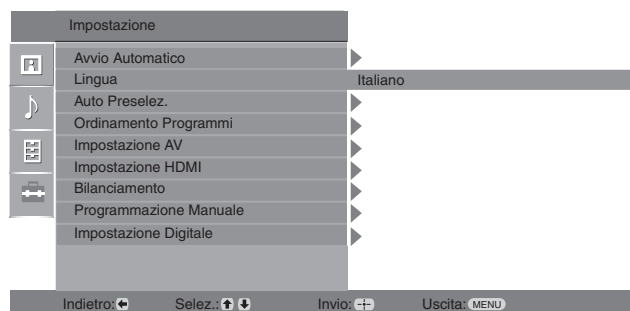 Impostazione
Avvio Automatico
Lingua Italiano
Auto Preselez.
Ordinamento Programmi
Impostazione AV
Impostazione HDMI
Bilanciamento
Programmazione Manuale
Impostazione Digitale
Indietro: Selez.: Invio: Uscita: MENU